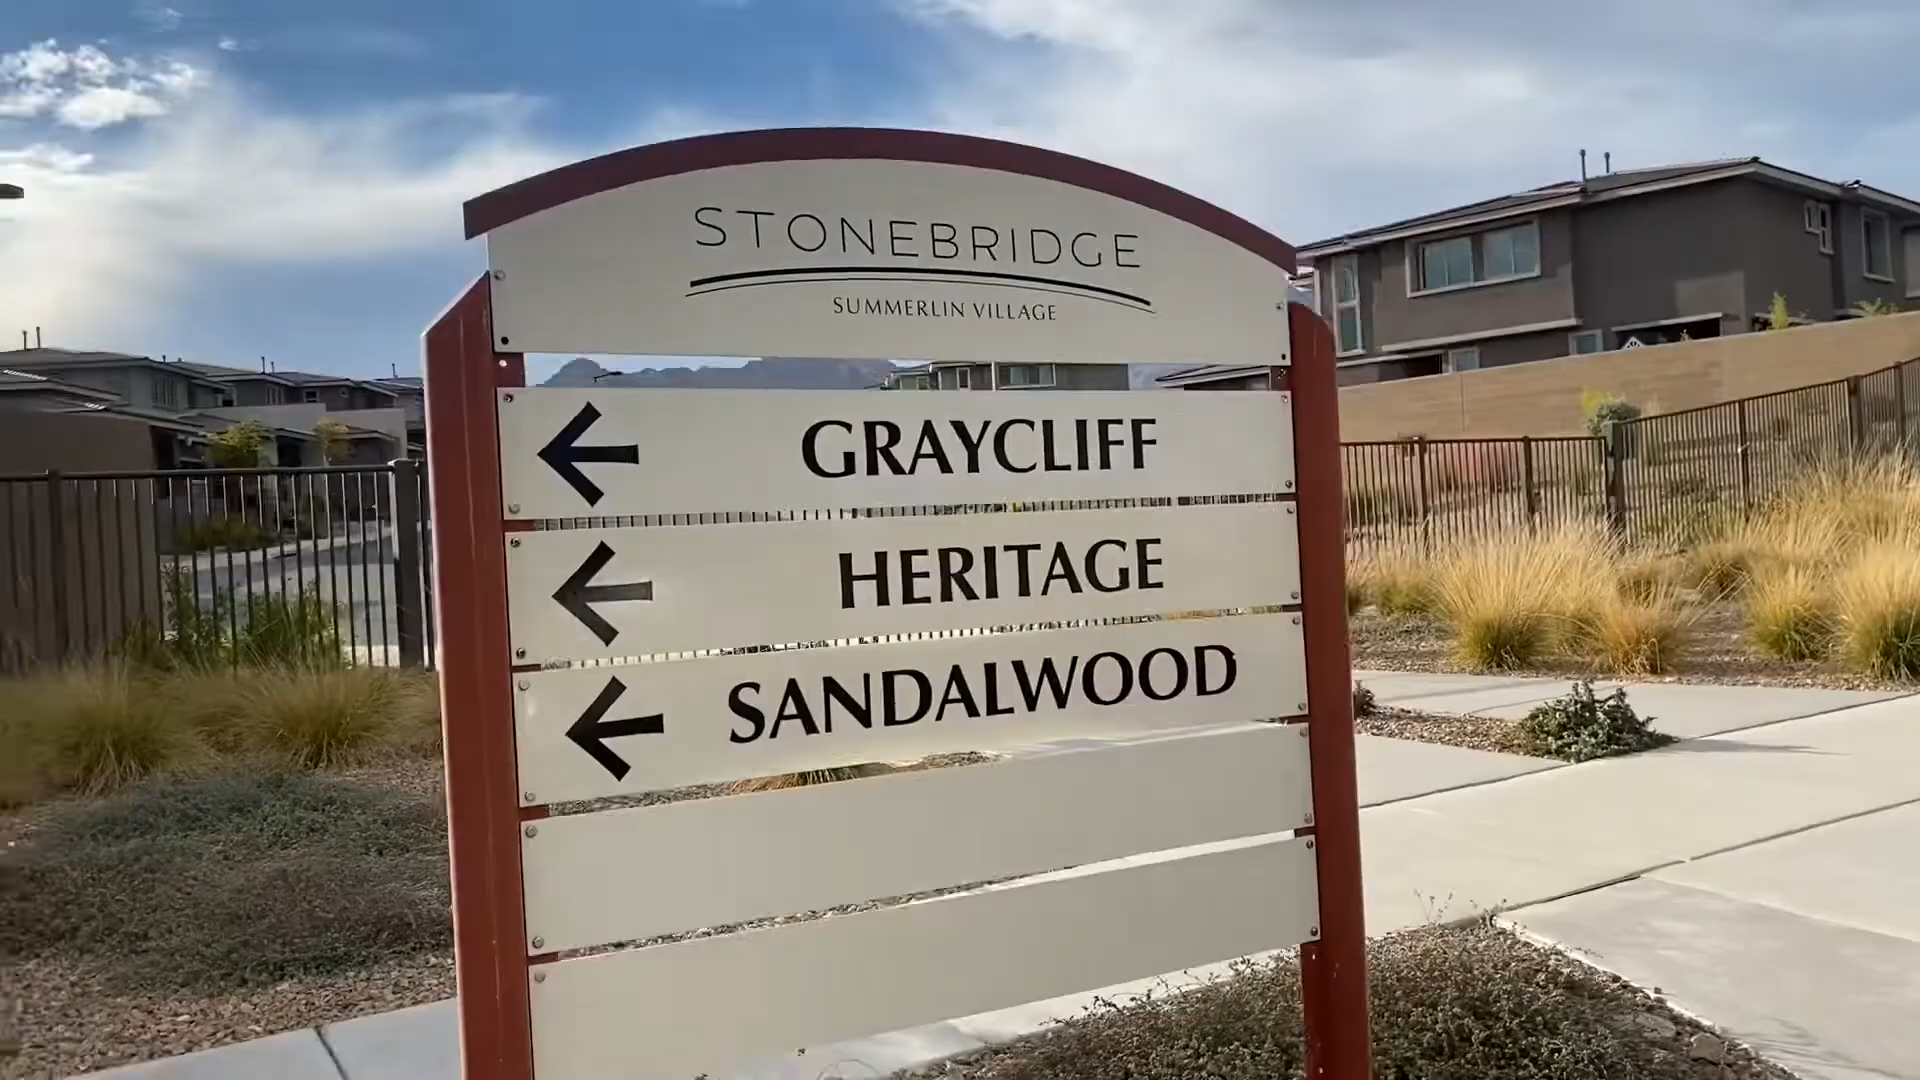 STONEBRIDGE
SUMMERLIN VILLAGE
← GRAYCLIFF
← HERITAGE
← SANDALWOOD